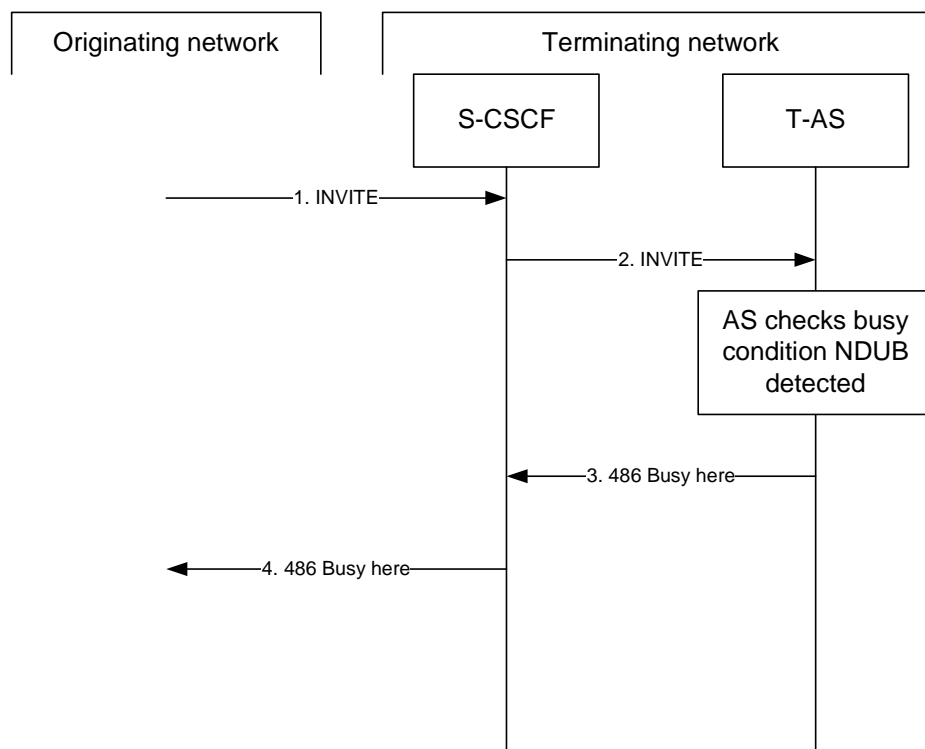 Originating network
Terminating network
S-CSCF
T-AS
1. INVITE
2. INVITE
AS checks busy
condition NDUB
detected
3. 486 Busy here
4. 486 Busy here